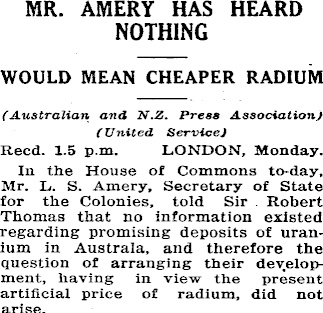 MR. AMERY HAS HEARD
NOTHING
WOULD MEAN CHEAPER RADIUM
(Australian and N.Z. Press Association)
(United Service)
Recd. 1.5 p.m. LONDON, Monday.
In the House of Commons to-day,
Mr. L. S. Amery, Secretary of State
for the Colonies, told Sir Robert
Thomas that no information existed
regarding promising deposits of uran-
ium in Australa, and therefore the
question of arranging their develop-
ment, having in view the present
artificial price of radium, did not
arise.